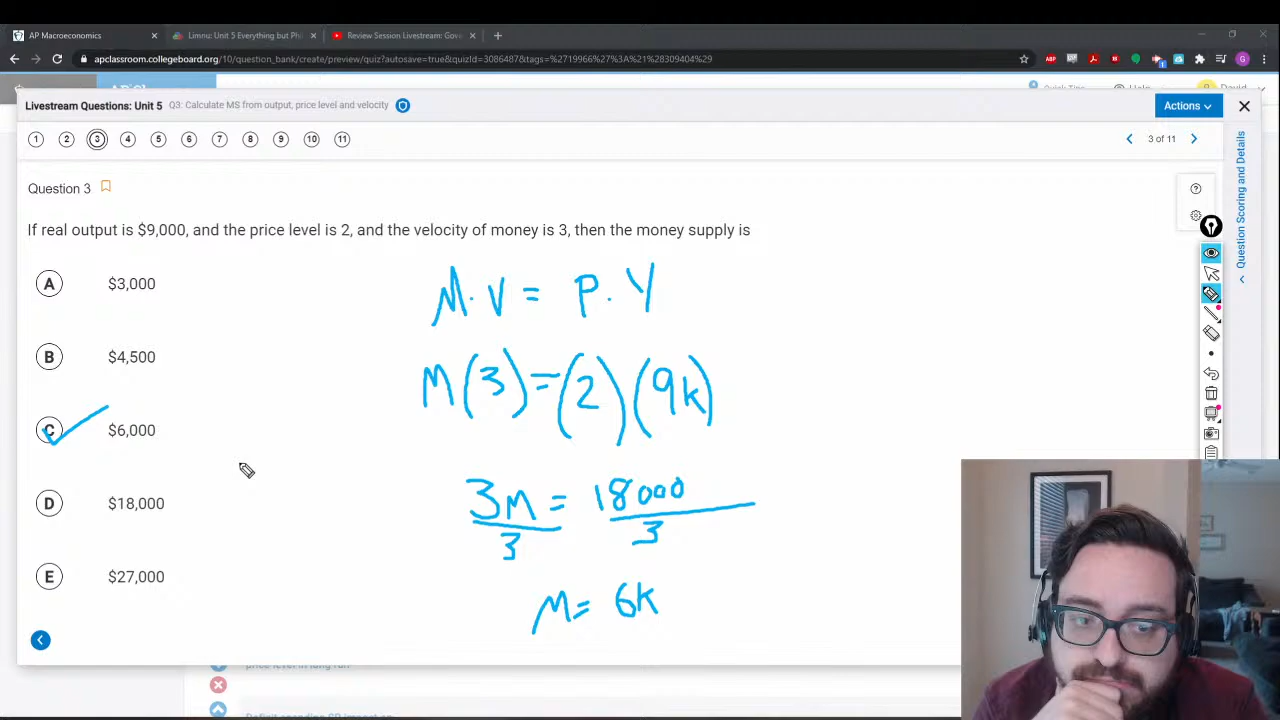 AP Macroeconomics
Limnu: Unit 5 Everything but Phi
Review Session Livestream: Gove
apclassroom.collegeboard.org/10/question_bank/create/preview/quiz?autosave=true&quizId=3086487&tags=%2719966%27%3A%21%28309404%29
Livestream Questions: Unit 5 Q3: Calculate MS from output, price level and velocity
Actions
1 2 3 4 5 6 7 8 9 10 11
3 of 11
Question 3
Question Scoring and Details
If real output is $9,000, and the price level is 2, and the velocity of money is 3, then the money supply is
A $3,000
B $4,500
C $6,000
D $18,000
E $27,000
M.V = P.Y
M(3)=(2)(9k)
3M = 18000
3 3
M= 6k